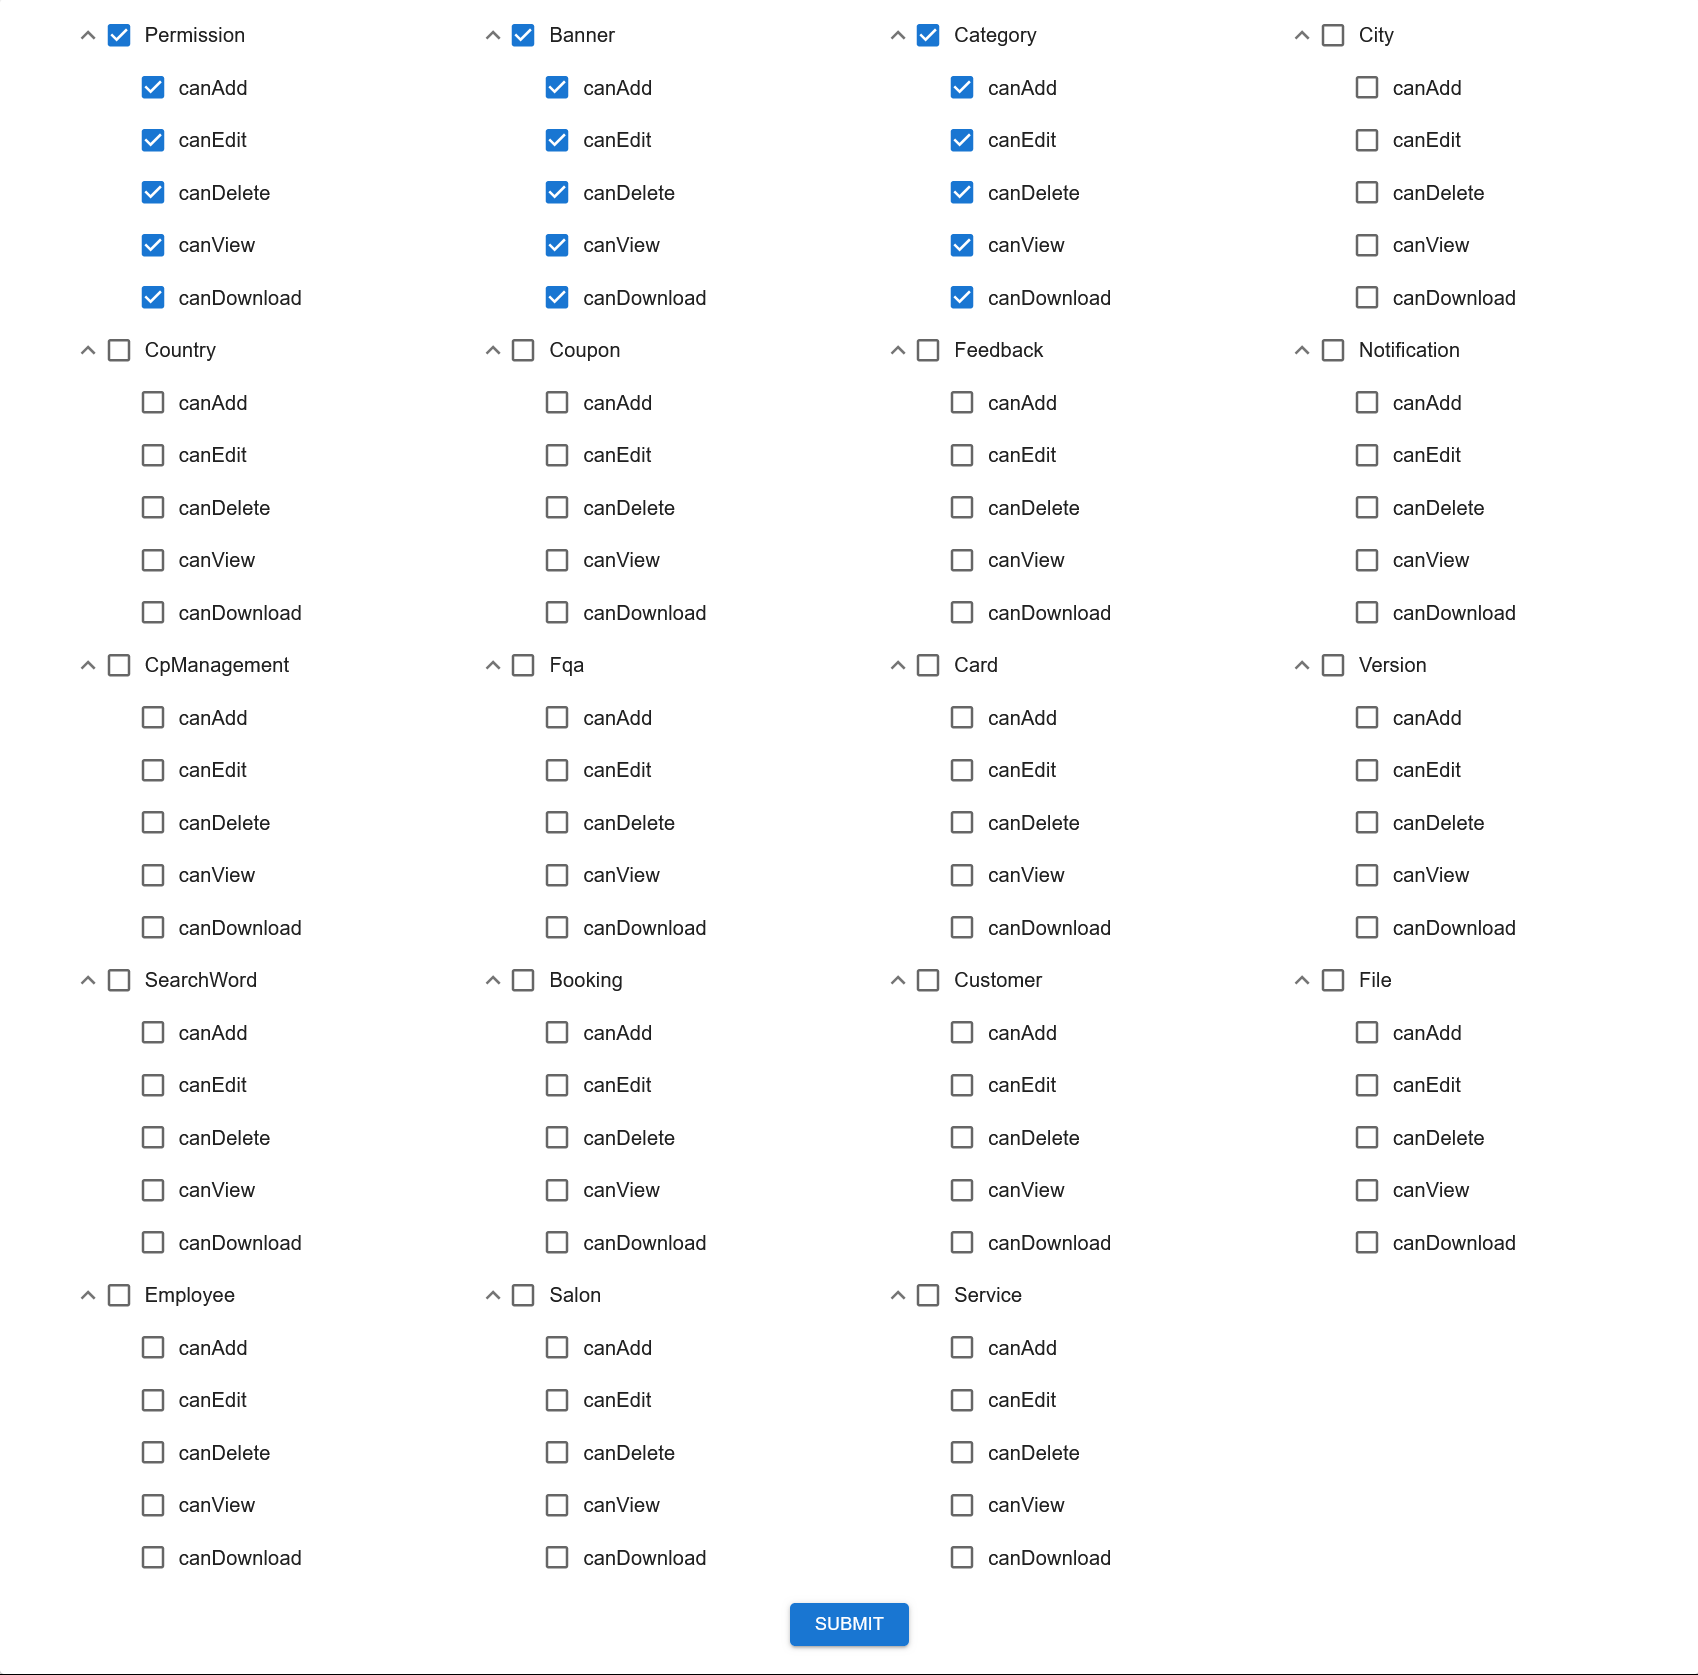 Permission Banner Category City
canAdd canAdd canAdd canAdd
canEdit canEdit canEdit canEdit
canDelete canDelete canDelete canDelete
canView canView canView canView
canDownload canDownload canDownload canDownload
Country Coupon Feedback Notification
canAdd canAdd canAdd canAdd
canEdit canEdit canEdit canEdit
canDelete canDelete canDelete canDelete
canView canView canView canView
canDownload canDownload canDownload canDownload
CpManagement Fqa Card Version
canAdd canAdd canAdd canAdd
canEdit canEdit canEdit canEdit
canDelete canDelete canDelete canDelete
canView canView canView canView
canDownload canDownload canDownload canDownload
SearchWord Booking Customer File
canAdd canAdd canAdd canAdd
canEdit canEdit canEdit canEdit
canDelete canDelete canDelete canDelete
canView canView canView canView
canDownload canDownload canDownload canDownload
Employee Salon Service
canAdd canAdd canAdd
canEdit canEdit canEdit
canDelete canDelete canDelete
canView canView canView
canDownload canDownload canDownload
SUBMIT